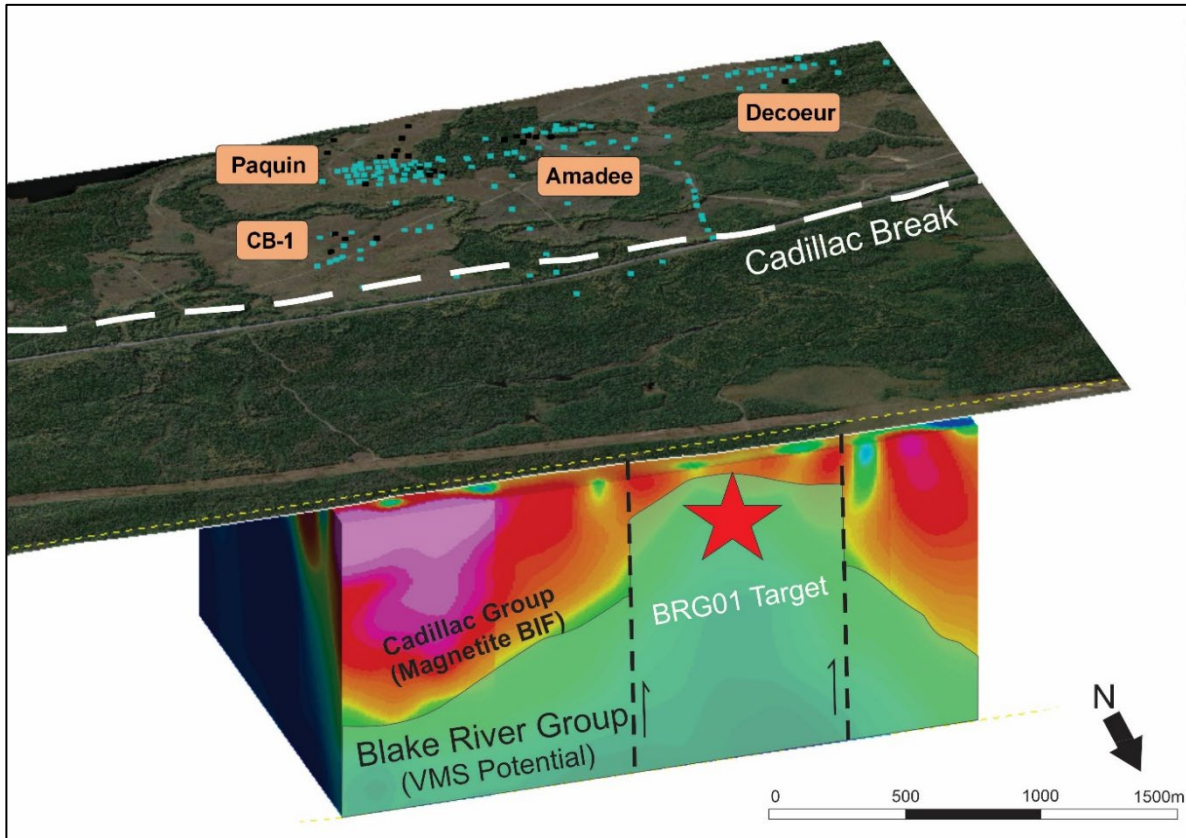 Decoeur
Paquin
Amadee
CB-1
Cadillac Break
Cadillac Group
(Magnetite BIF)
BRG01 Target
Blake River Group
(VMS Potential)
N
0 500 1000 1500m